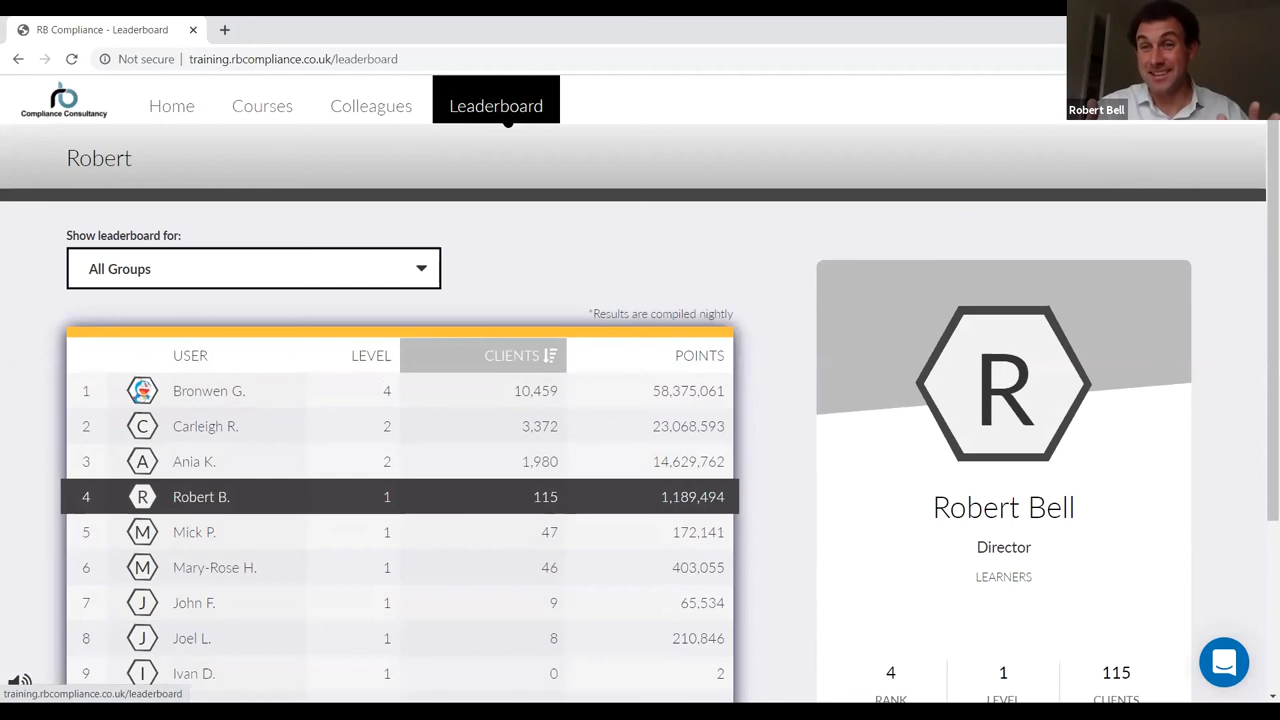 RB Compliance - Leaderboard
Not secure training.rbcompliance.co.uk/leaderboard
Robert Bell
rb
Compliance Consultancy
Home Courses Colleagues Leaderboard
Robert
Show leaderboard for:
All Groups
*Results are compiled nightly
USER LEVEL CLIENTS POINTS
1 Bronwen G. 4 10,459 58,375,061
2 C Carleigh R. 2 3,372 23,068,593
3 A Ania K. 2 1,980 14,629,762
4 R Robert B. 1 115 1,189,494
5 M Mick P. 1 47 172,141
6 M Mary-Rose H. 1 46 403,055
7 J John F. 1 9 65,534
8 J Joel L. 1 8 210,846
9 I Ivan D. 1 0 2
R
Robert Bell
Director
LEARNERS
4 1 115
RANK LEVEL CLIENTS
training.rbcompliance.co.uk/leaderboard